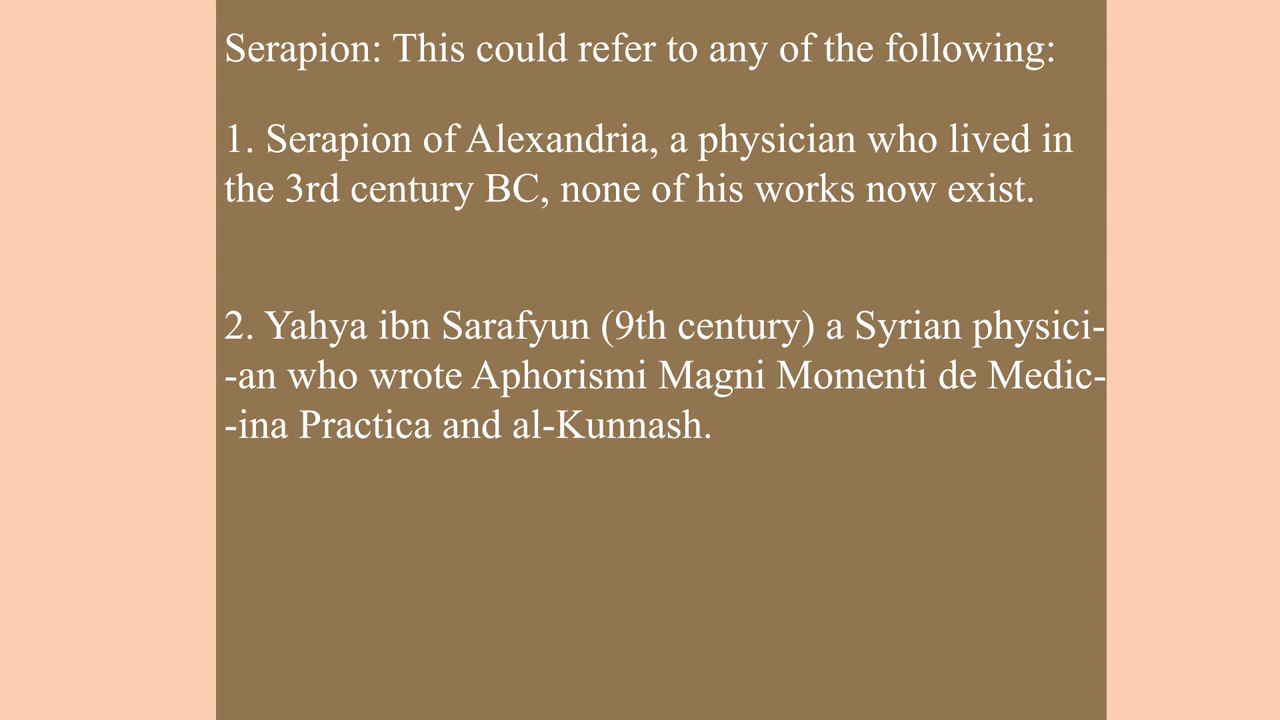 Serapion: This could refer to any of the following:
1. Serapion of Alexandria, a physician who lived in
the 3rd century BC, none of his works now exist.
2. Yahya ibn Sarafyun (9th century) a Syrian physici-
-an who wrote Aphorismi Magni Momenti de Medic-
-ina Practica and al-Kunnash.